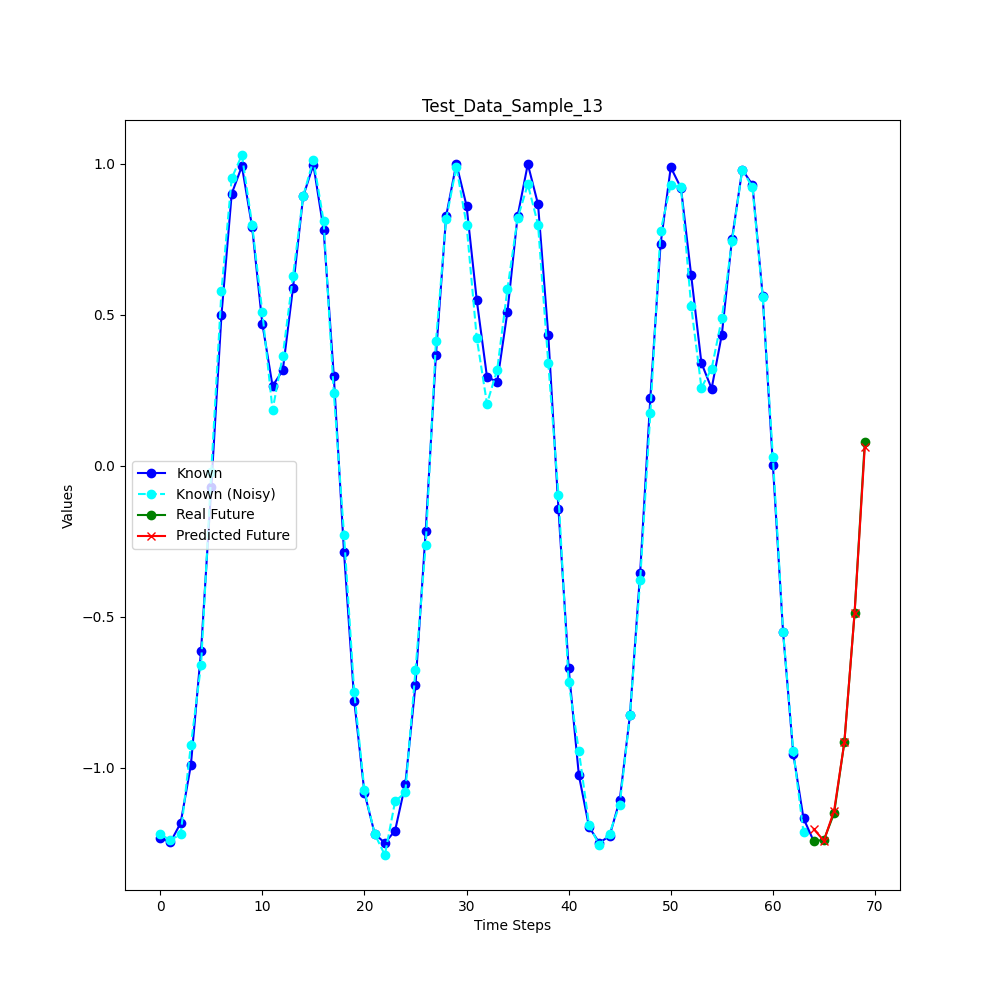 Test_Data_Sample_13
1.0
0.5
0.0
−0.5
−1.0
Values
Known
Known (Noisy)
Real Future
Predicted Future
0 10 20 30 40 50 60 70
Time Steps